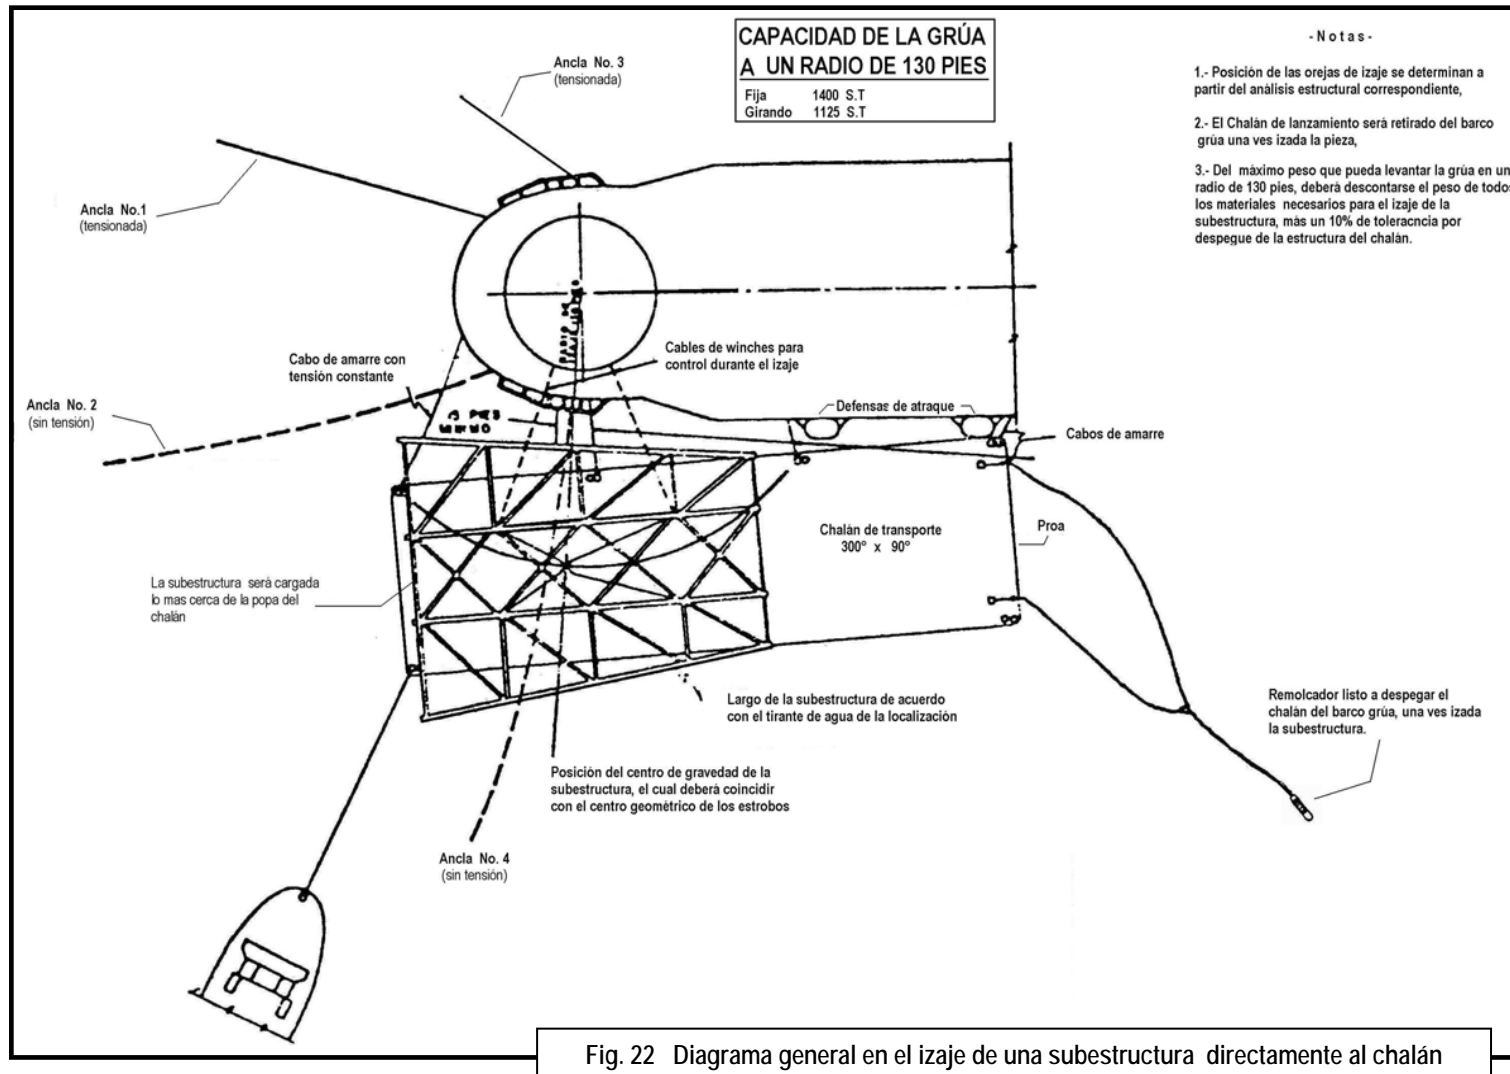 CAPACIDAD DE LA GRÚA
A UN RADIO DE 130 PIES
Fija 1400 S.T
Girando 1125 S.T
- N o t a s -
1.- Posición de las orejas de izaje se determinan a
partir del análisis estructural correspondiente,
2.- El Chalán de lanzamiento será retirado del barco
grúa una ves izada la pieza,
3.- Del máximo peso que pueda levantar la grúa en un
radio de 130 pies, deberá descontarse el peso de todos
los materiales necesarios para el izaje de la
subestructura, más un 10% de toleracncia por
despegue de la estructura del chalán.
Ancla No. 3
(tensionada)
Ancla No.1
(tensionada)
Cabo de amarre con
tensión constante
Cables de winches para
control durante el izaje
Ancla No. 2
(sin tensión)
PIES
Defensas de atraque
Cabos de amarre
Chalán de transporte
300° x 90°
Proa
La subestructura será cargada
lo mas cerca de la popa del
chalán
Largo de la subestructura de acuerdo
con el tirante de agua de la localización
Remolcador listo a despegar el
chalán del barco grúa, una ves izada
la subestructura.
Posición del centro de gravedad de la
subestructura, el cual deberá coincidir
con el centro geométrico de los estrobos
Ancla No. 4
(sin tensión)
Fig. 22 Diagrama general en el izaje de una subestructura directamente al chalán